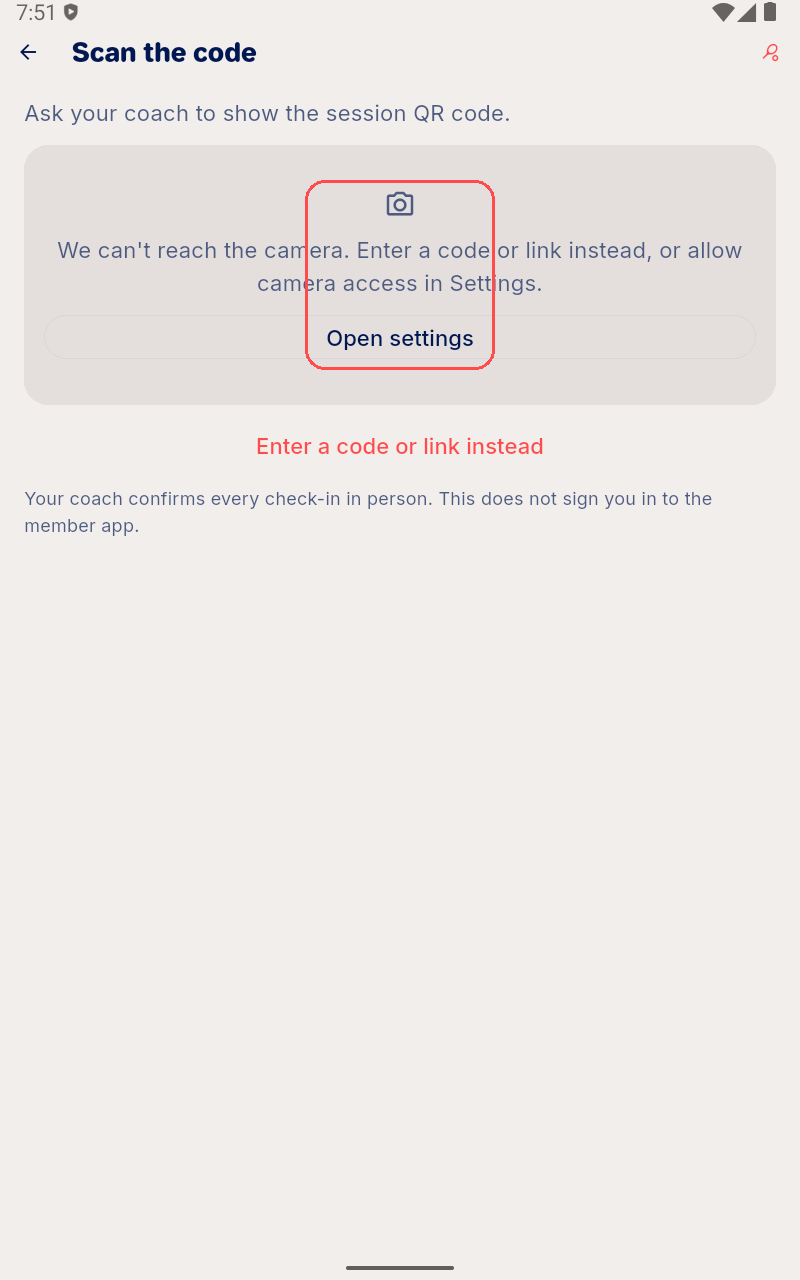 7:51
Scan the code
Ask your coach to show the session QR code.
We can't reach the camera. Enter a code or link instead, or allow
camera access in Settings.
Open settings
Enter a code or link instead
Your coach confirms every check-in in person. This does not sign you in to the
member app.